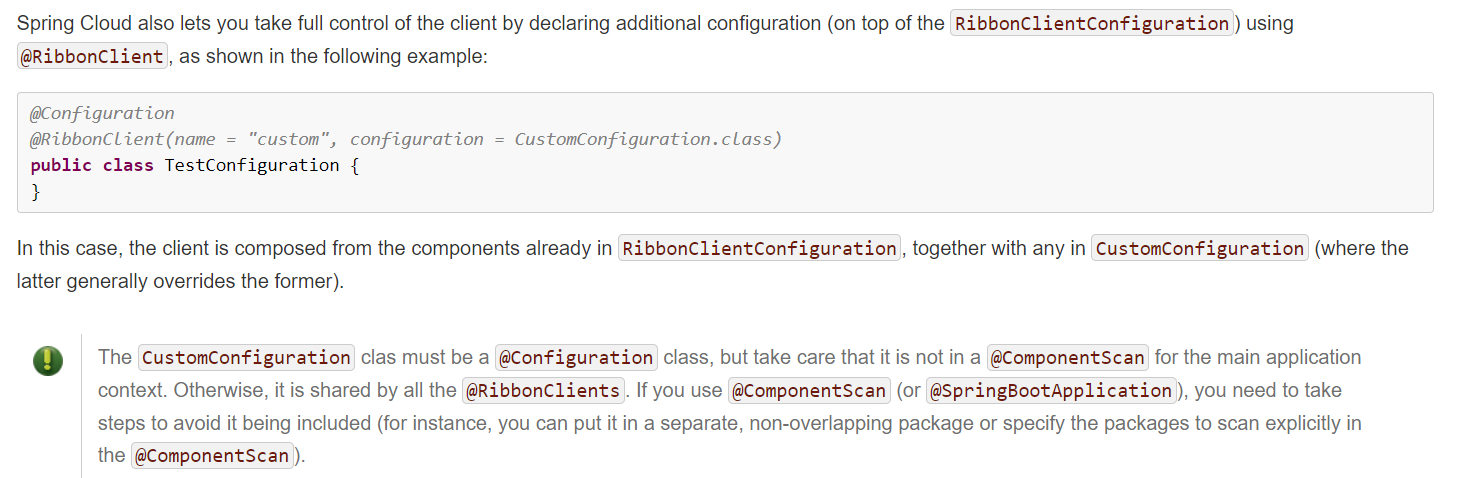 Spring Cloud also lets you take full control of the client by declaring additional configuration (on top of the RibbonClientConfiguration) using
@RibbonClient, as shown in the following example:
@Configuration
@RibbonClient(name = "custom", configuration = CustomConfiguration.class)
public class TestConfiguration {
}
In this case, the client is composed from the components already in RibbonClientConfiguration, together with any in CustomConfiguration (where the
latter generally overrides the former).
The CustomConfiguration clas must be a @Configuration class, but take care that it is not in a @ComponentScan for the main application
context. Otherwise, it is shared by all the @RibbonClients. If you use @ComponentScan (or @SpringBootApplication), you need to take
steps to avoid it being included (for instance, you can put it in a separate, non-overlapping package or specify the packages to scan explicitly in
the @ComponentScan).